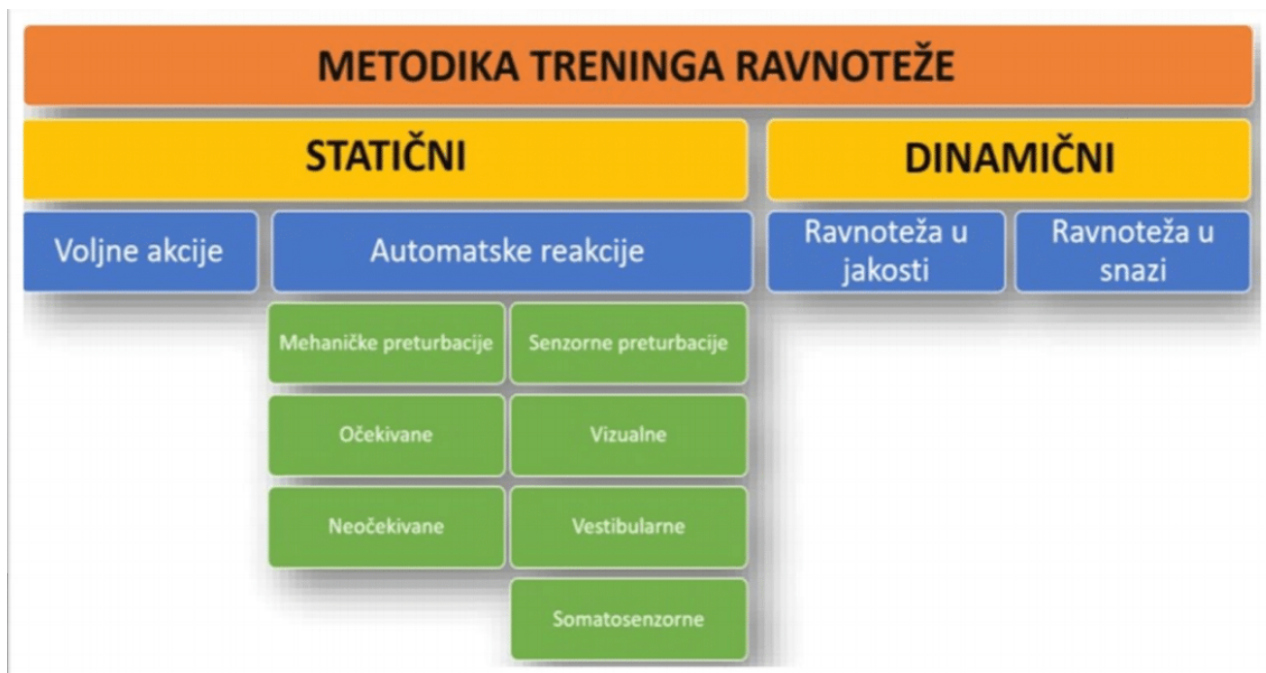 METODIKA TRENINGA RAVNOTEŽE
STATIČNI
DINAMIČNI
Voljne akcije
Automatske reakcije
Ravnoteža u
jakosti
Ravnoteža u
snazi
Mehaničke preturbacije
Senzorne preturbacije
Očekivane
Vizualne
Neočekivane
Vestibularne
Somatosenzorne